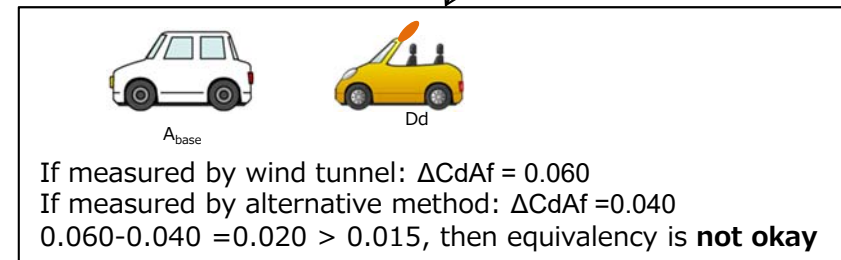 A_base
Dd
If measured by wind tunnel: ΔCdAf = 0.060
If measured by alternative method: ΔCdAf =0.040
0.060-0.040 =0.020 > 0.015, then equivalency is not okay